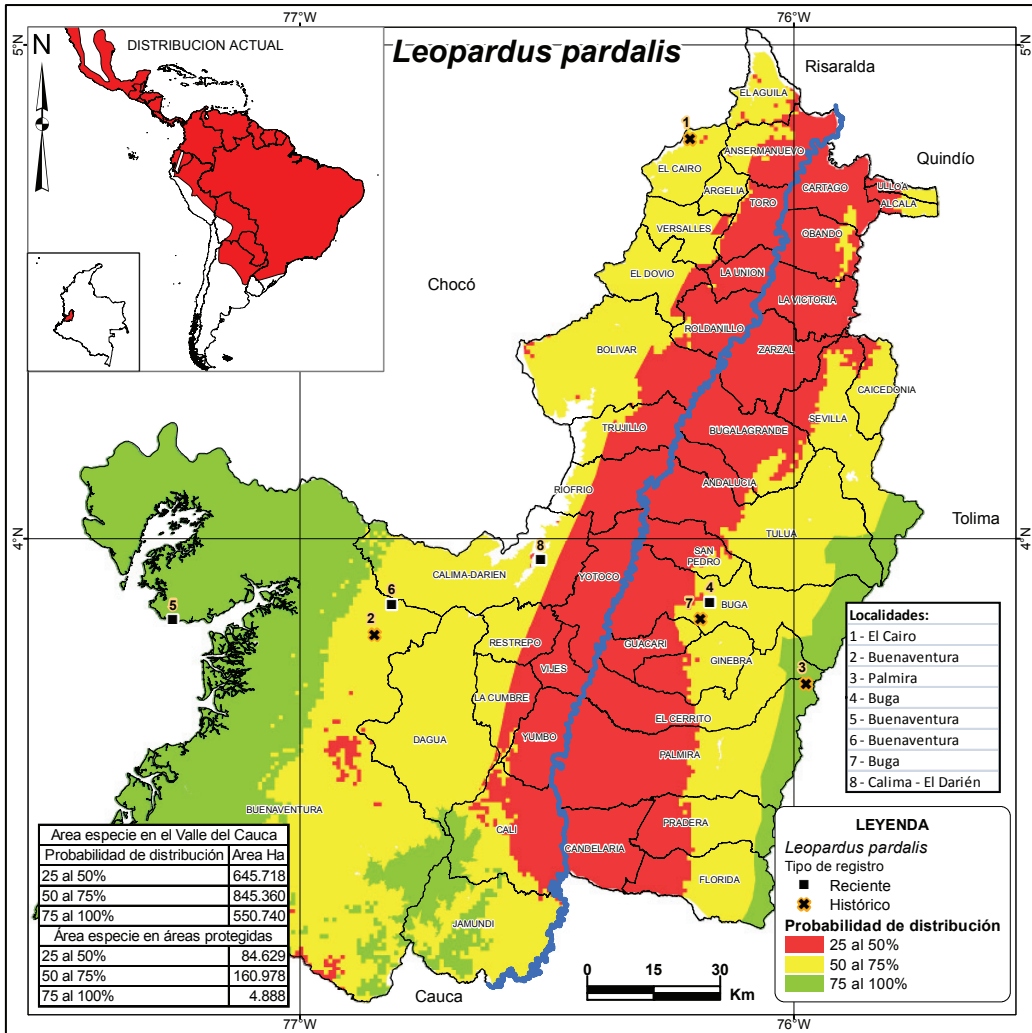 77°W
76°W
5°N
5°N
N
DISTRIBUCION ACTUAL
Leopardus pardalis
Risaralda
EL AGUILA
1
ANSERMANUEVO
Quindío
EL CAIRO
CARTAGO
ULLOA
ARGELIA
TORO
ALCALA
VERSALLES
OBANDO
EL DOVIO
LA UNION
Chocó
LA VICTORIA
ROLDANILLO
BOLIVAR
ZARZAL
CAICEDONIA
SEVILLA
TRUJILLO
BUGALAGRANDE
ANDALUCIA
RIOFRIO
Tolima
TULUA
4°N
4°N
8
SAN
PEDRO
CALIMA-DARIEN
YOTOCO
6
4
5
7
BUGA
2
RESTREPO
GUACARI
GINEBRA
VIJES
3
LA CUMBRE
EL CERRITO
DAGUA
YUMBO
PALMIRA
BUENAVENTURA
CALI
PRADERA
CANDELARIA
FLORIDA
JAMUNDI
Cauca
Localidades:
1 - El Cairo
2 - Buenaventura
3 - Palmira
4 - Buga
5 - Buenaventura
6 - Buenaventura
7 - Buga
8 - Calima - El Darién
LEYENDA
Leopardus pardalis
Tipo de registro
Reciente
Histórico
Probabilidad de distribución
25 al 50%
50 al 75%
75 al 100%
Area especie en el Valle del Cauca
Probabilidad de distribución Area Ha
25 al 50% 645.718
50 al 75% 845.360
75 al 100% 550.740
Área especie en áreas protegidas
25 al 50% 84.629
50 al 75% 160.978
75 al 100% 4.888
0 15 30
Km
77°W
76°W